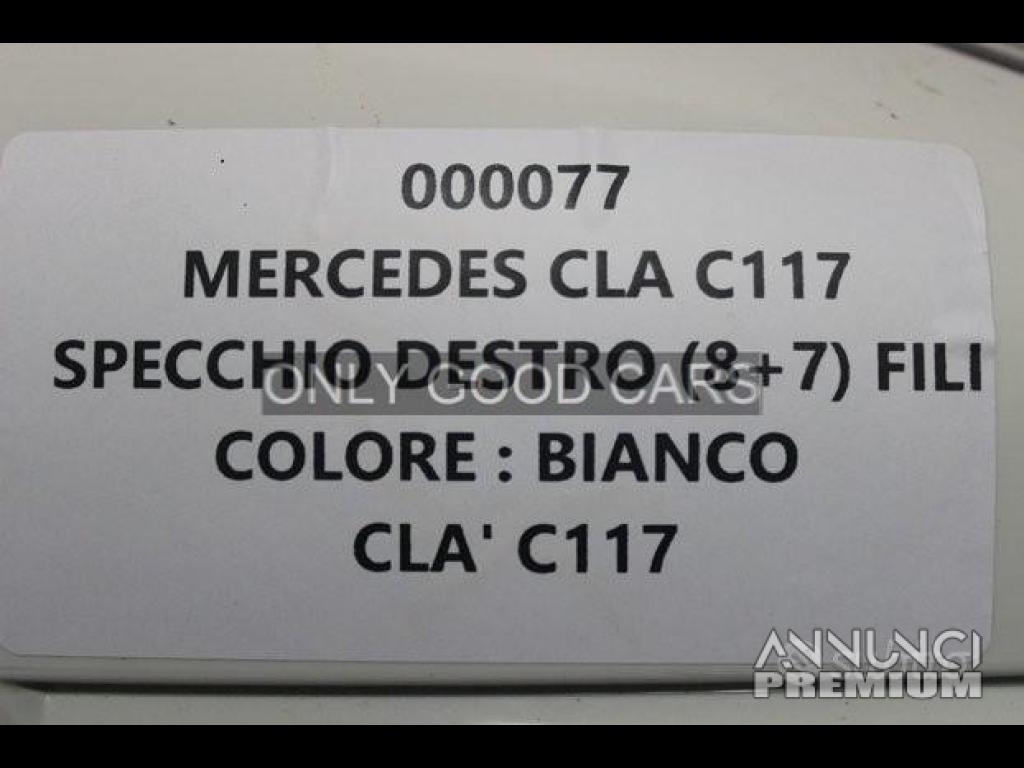 000077
MERCEDES CLA C117
SPECCHIO DESTRO (8+7) FILI
ONLY GOOD CARS
COLORE : BIANCO
CLA' C117
ANNUNCI
PREMIUM